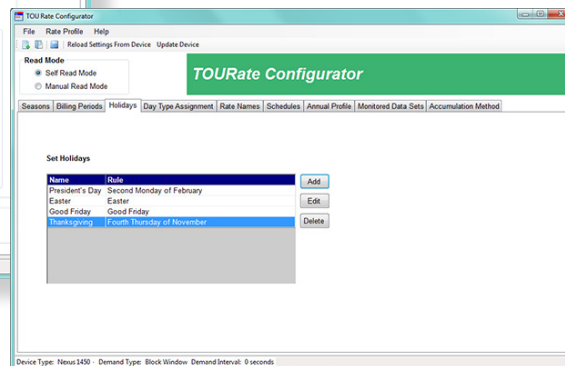 TOU Rate Configurator
File Rate Profile Help
Reload Settings From Device Update Device
Read Mode
Self Read Mode
Manual Read Mode
TOURate Configurator
Seasons Billing Periods Holidays Day Type Assignment Rate Names Schedules Annual Profile Monitored Data Sets Accumulation Method
Set Holidays
Name Rule
President's Day Second Monday of February
Easter Easter
Good Friday Good Friday
Thanksgiving Fourth Thursday of November
Add
Edit
Delete
Device Type: Nexus 1450 - Demand Type: Block Window Demand Interval: 0 seconds